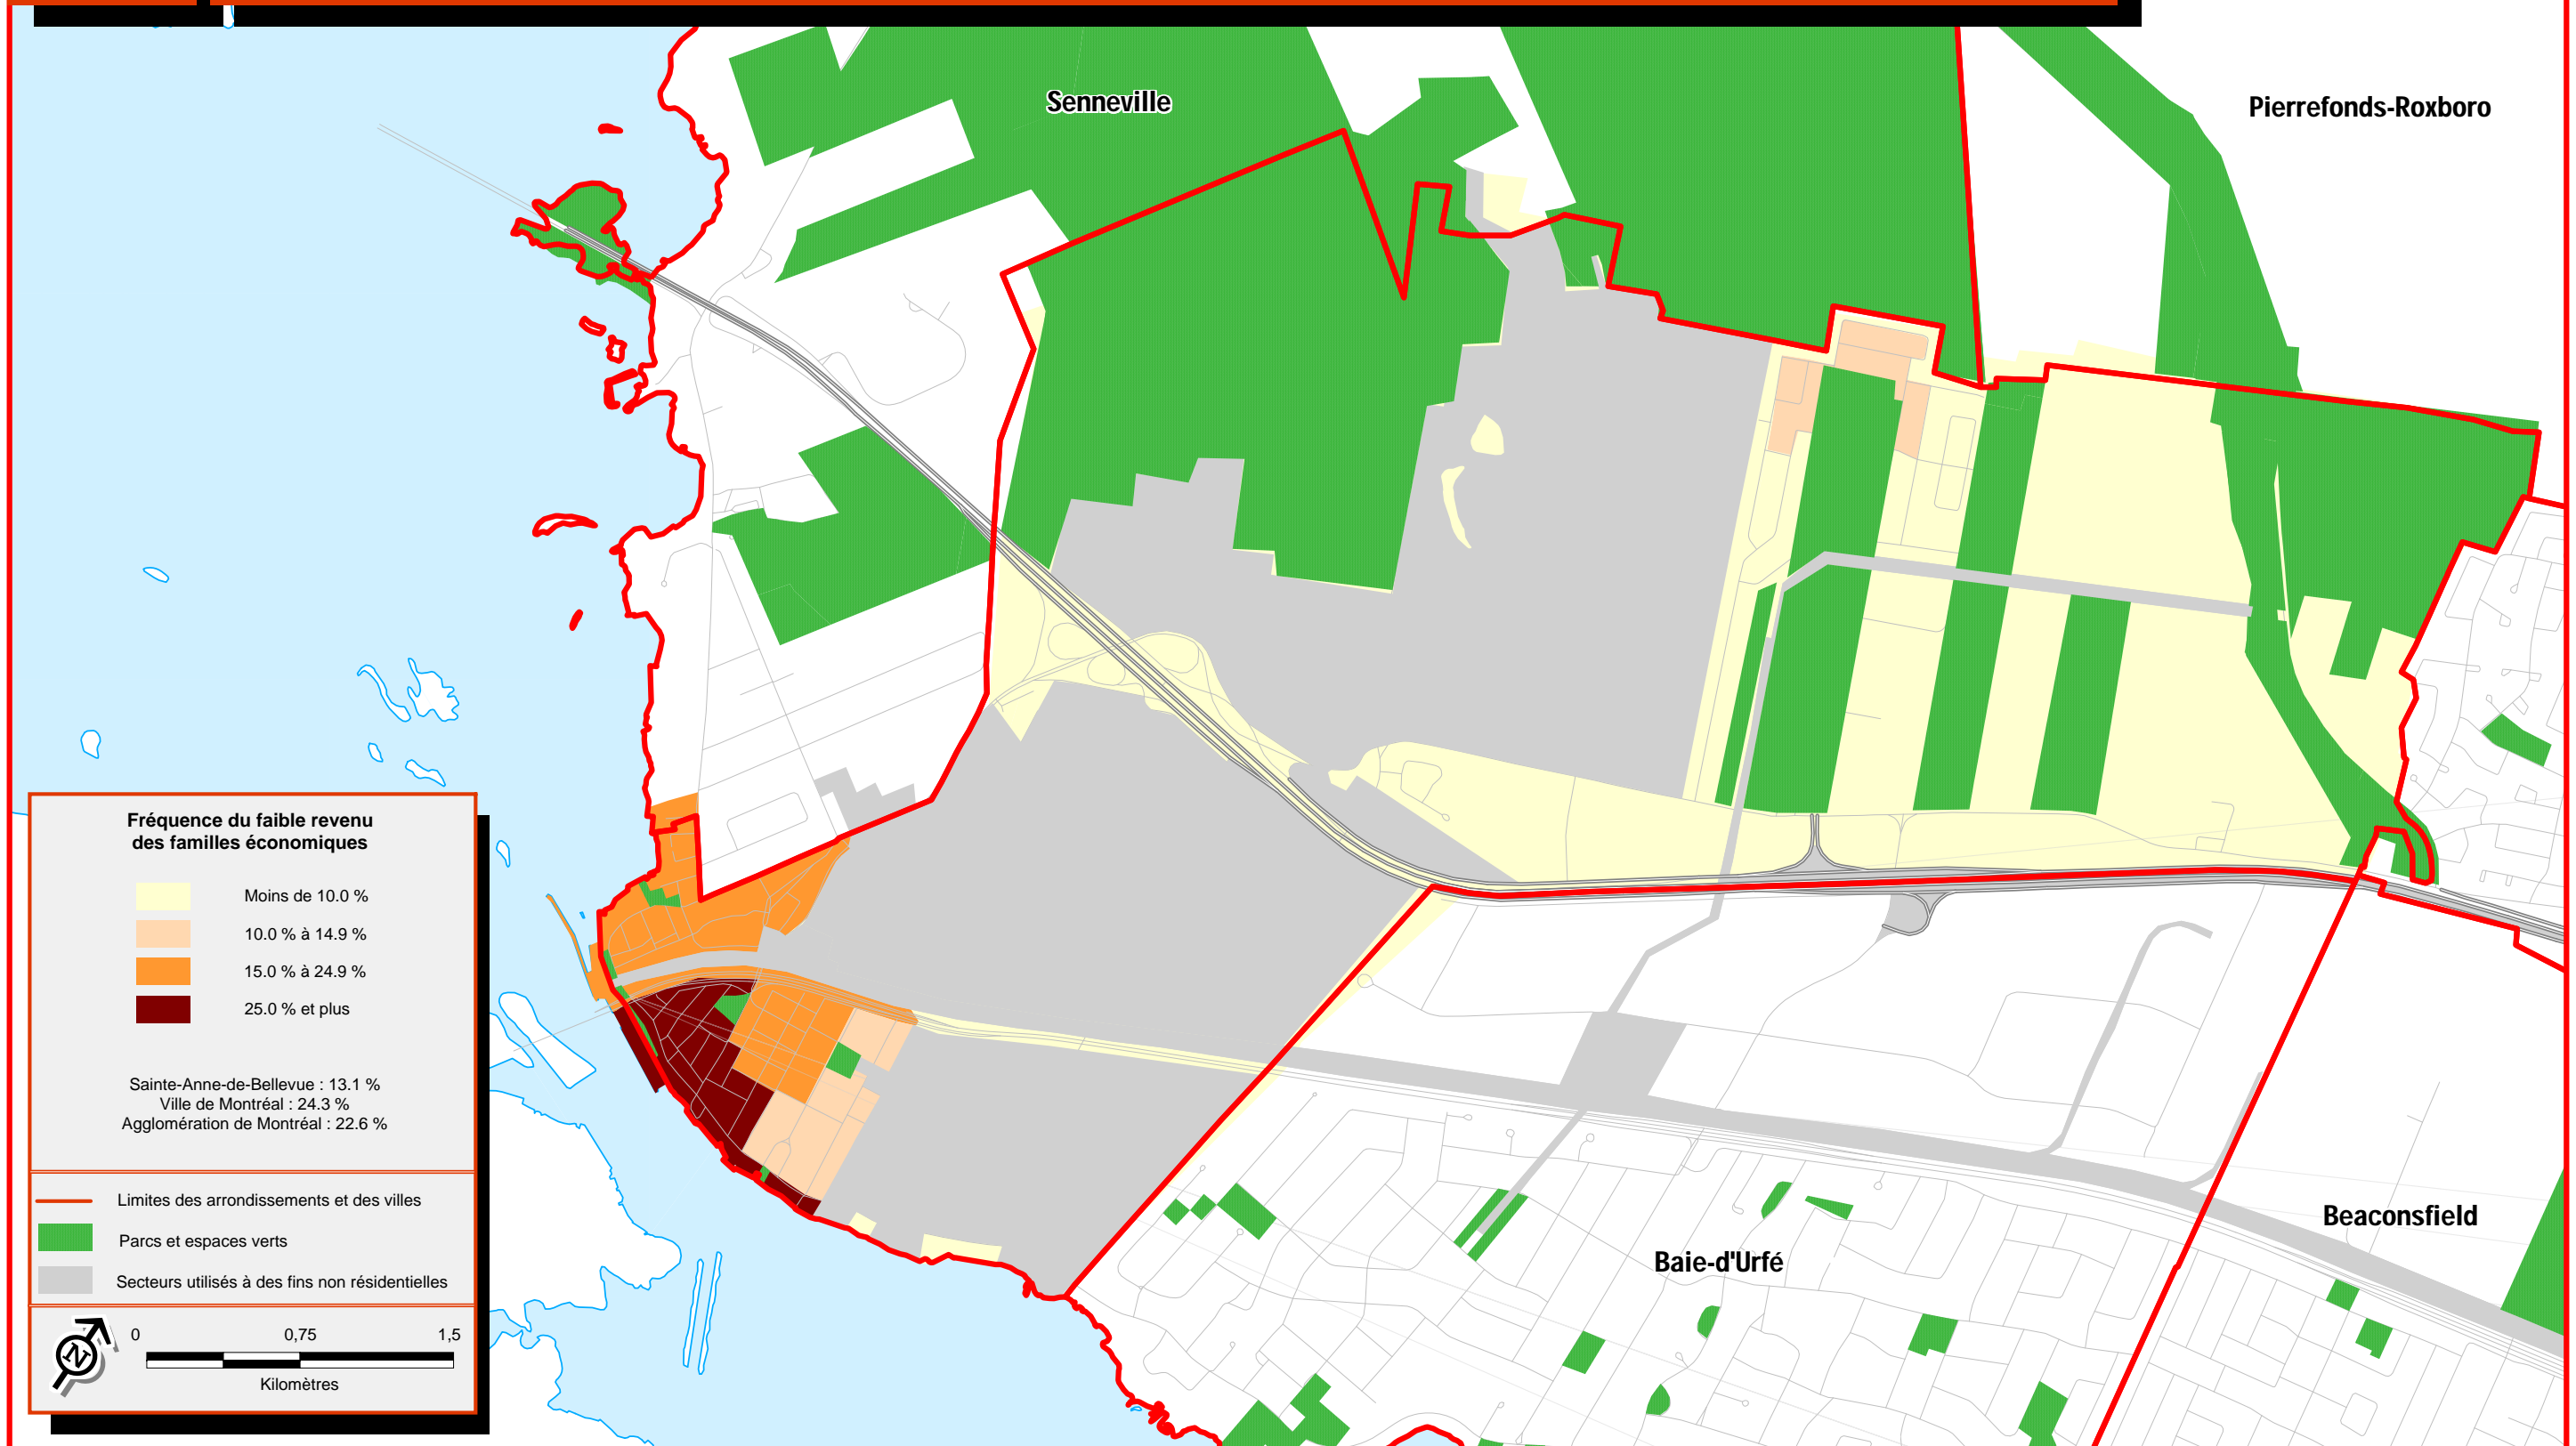 Senneville
Pierrefonds-Roxboro
Fréquence du faible revenu
des familles économiques
Moins de 10.0 %
10.0 % à 14.9 %
15.0 % à 24.9 %
25.0 % et plus
Sainte-Anne-de-Bellevue : 13.1 %
Ville de Montréal : 24.3 %
Agglomération de Montréal : 22.6 %
Limites des arrondissements et des villes
Parcs et espaces verts
Secteurs utilisés à des fins non résidentielles
N
0 0,75 1,5
Kilomètres
Beaconsfield
Baie-d'Urfé